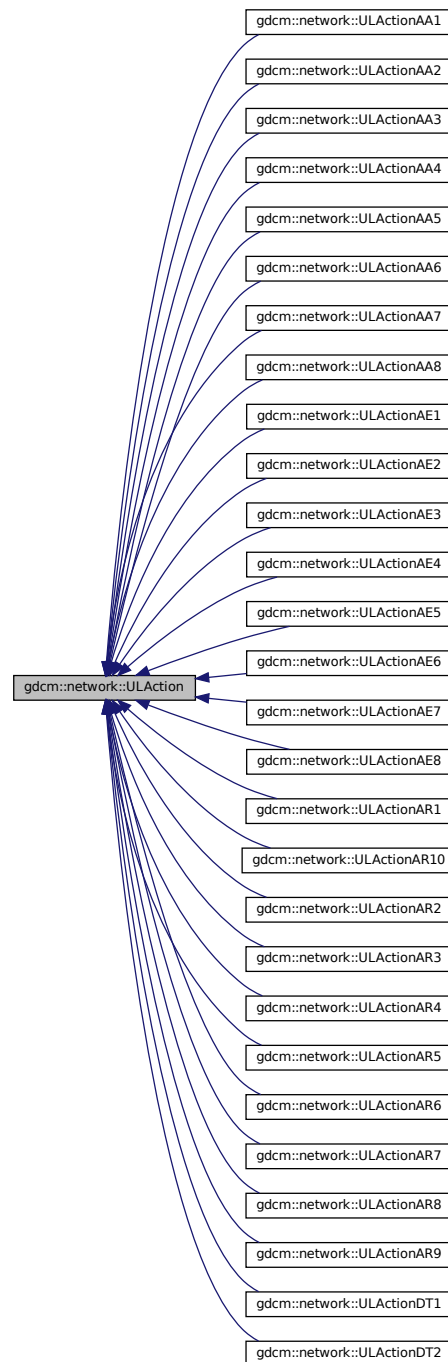 gdcm::network::ULActionAA1
gdcm::network::ULActionAA2
gdcm::network::ULActionAA3
gdcm::network::ULActionAA4
gdcm::network::ULActionAA5
gdcm::network::ULActionAA6
gdcm::network::ULActionAA7
gdcm::network::ULActionAA8
gdcm::network::ULActionAE1
gdcm::network::ULActionAE2
gdcm::network::ULActionAE3
gdcm::network::ULActionAE4
gdcm::network::ULActionAE5
gdcm::network::ULActionAE6
gdcm::network::ULAction
gdcm::network::ULActionAE7
gdcm::network::ULActionAE8
gdcm::network::ULActionAR1
gdcm::network::ULActionAR10
gdcm::network::ULActionAR2
gdcm::network::ULActionAR3
gdcm::network::ULActionAR4
gdcm::network::ULActionAR5
gdcm::network::ULActionAR6
gdcm::network::ULActionAR7
gdcm::network::ULActionAR8
gdcm::network::ULActionAR9
gdcm::network::ULActionDT1
gdcm::network::ULActionDT2